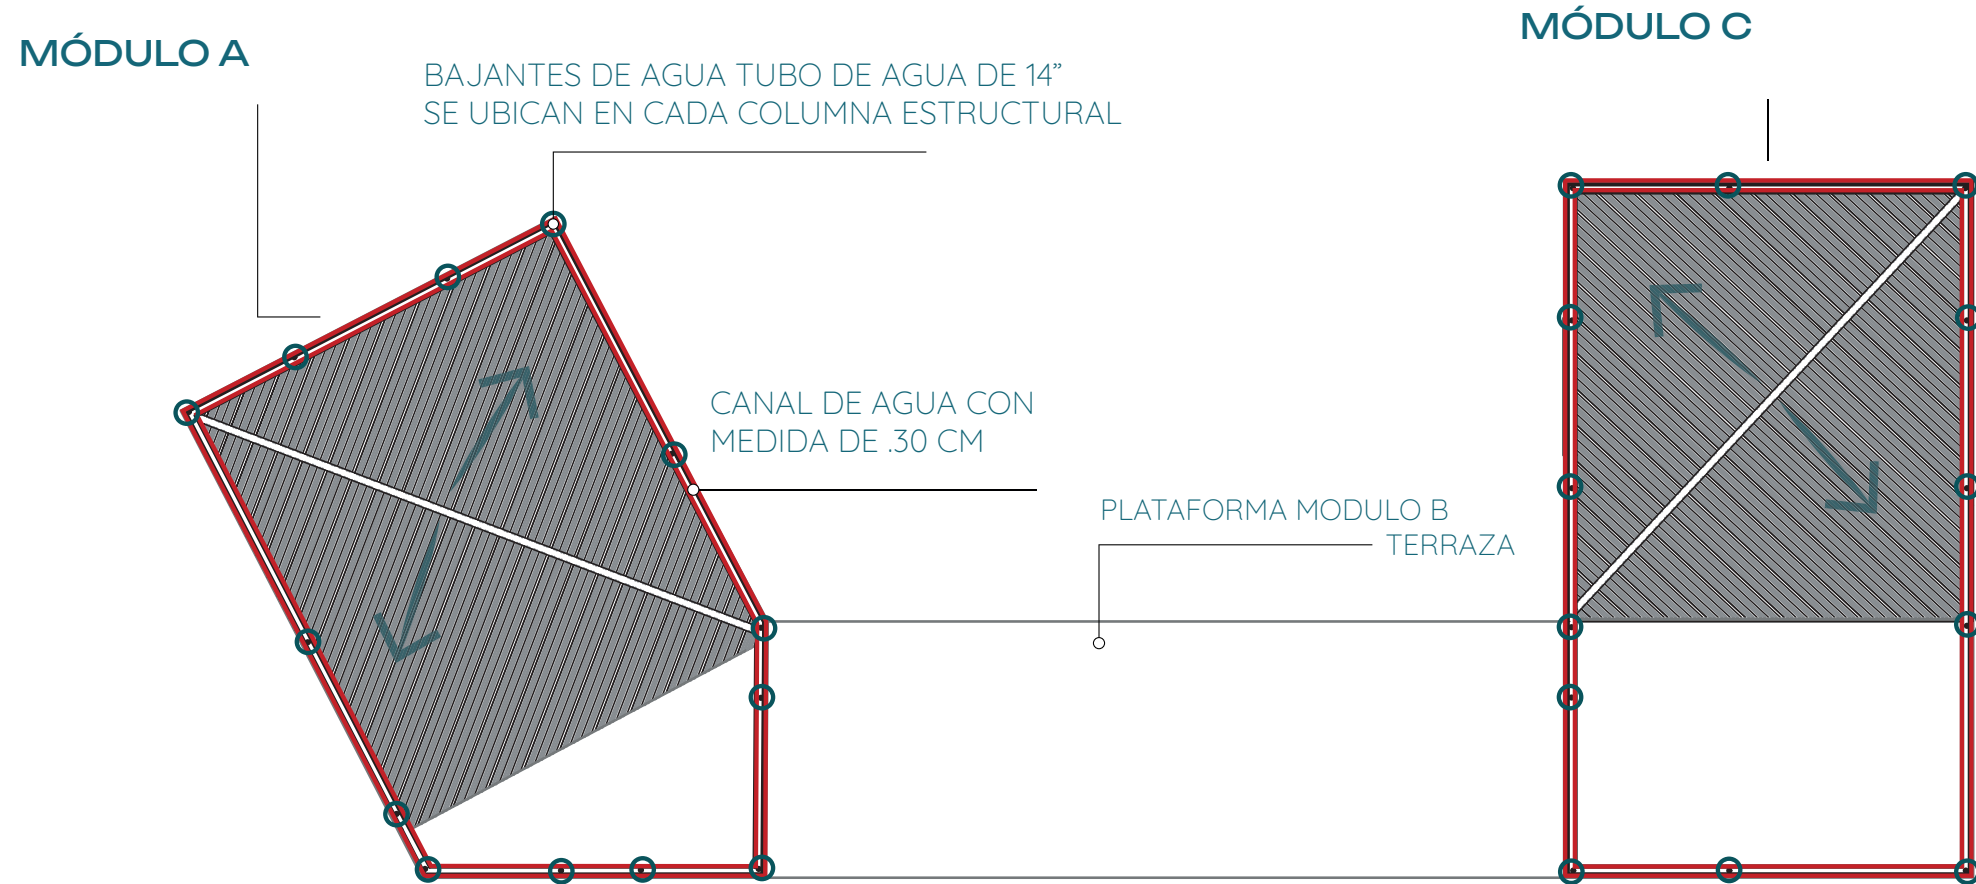 MÓDULO A
MÓDULO C
BAJANTES DE AGUA TUBO DE AGUA DE 14”
SE UBICAN EN CADA COLUMNA ESTRUCTURAL
CANAL DE AGUA CON
MEDIDA DE .30 CM
PLATAFORMA MODULO B
TERRAZA